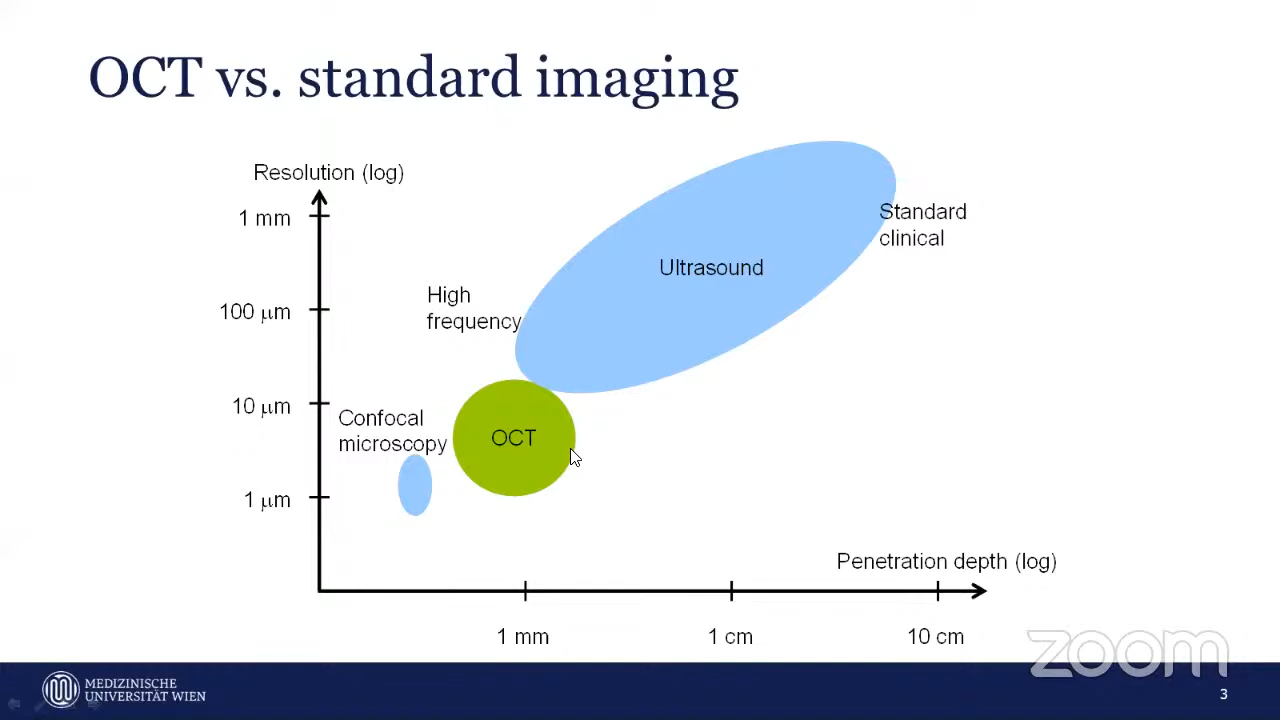 OCT vs. standard imaging
Resolution (log)
1 mm
Standard
clinical
Ultrasound
High
frequency
100 µm
10 µm
Confocal
microscopy
OCT
1 µm
Penetration depth (log)
1 mm
1 cm
10 cm
zoom
MEDIZINISCHE
UNIVERSITÄT WIEN
3